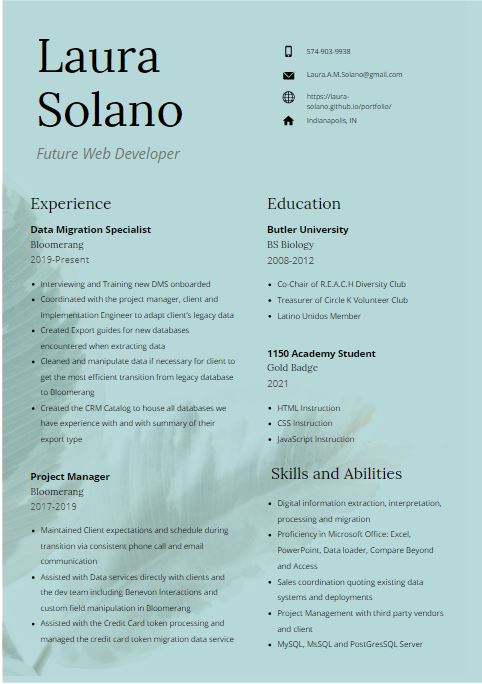 Laura
Solano
Future Web Developer
574-903-9938
Laura.A.M.Solano@gmail.com
https://laura-
solano.github.io/portfolio/
Indianapolis, IN
Experience
Data Migration Specialist
Bloomerang
2019-Present
• Interviewing and Training new DMS onboarded
• Coordinated with the project manager, client and
Implementation Engineer to adapt client's legacy data
• Created Export guides for new databases
encountered when extracting data
• Cleaned and manipulate data if necessary for client to
get the most efficient transition from legacy database
to Bloomerang
• Created the CRM Catalog to house all databases we
have experience with and with summary of their
export type
Project Manager
Bloomerang
2017-2019
• Maintained Client expectations and schedule during
transition via consistent phone call and email
communication
• Assisted with Data services directly with clients and
the dev team including Benevon Interactions and
custom field manipulation in Bloomerang
• Assisted with the Credit Card token processing and
managed the credit card token migration data service
Education
Butler University
BS Biology
2008-2012
• Co-Chair of R.E.A.C.H Diversity Club
• Treasurer of Circle K Volunteer Club
• Latino Unidos Member
1150 Academy Student
Gold Badge
2021
• HTML Instruction
• CSS Instruction
• JavaScript Instruction
Skills and Abilities
• Digital information extraction, interpretation,
processing and migration
• Proficiency in Microsoft Office: Excel,
PowerPoint, Data loader, Compare Beyond
and Access
• Sales coordination quoting existing data
systems and deployments
• Project Management with third party vendors
and client
• MySQL, MsSQL and PostGresSQL Server